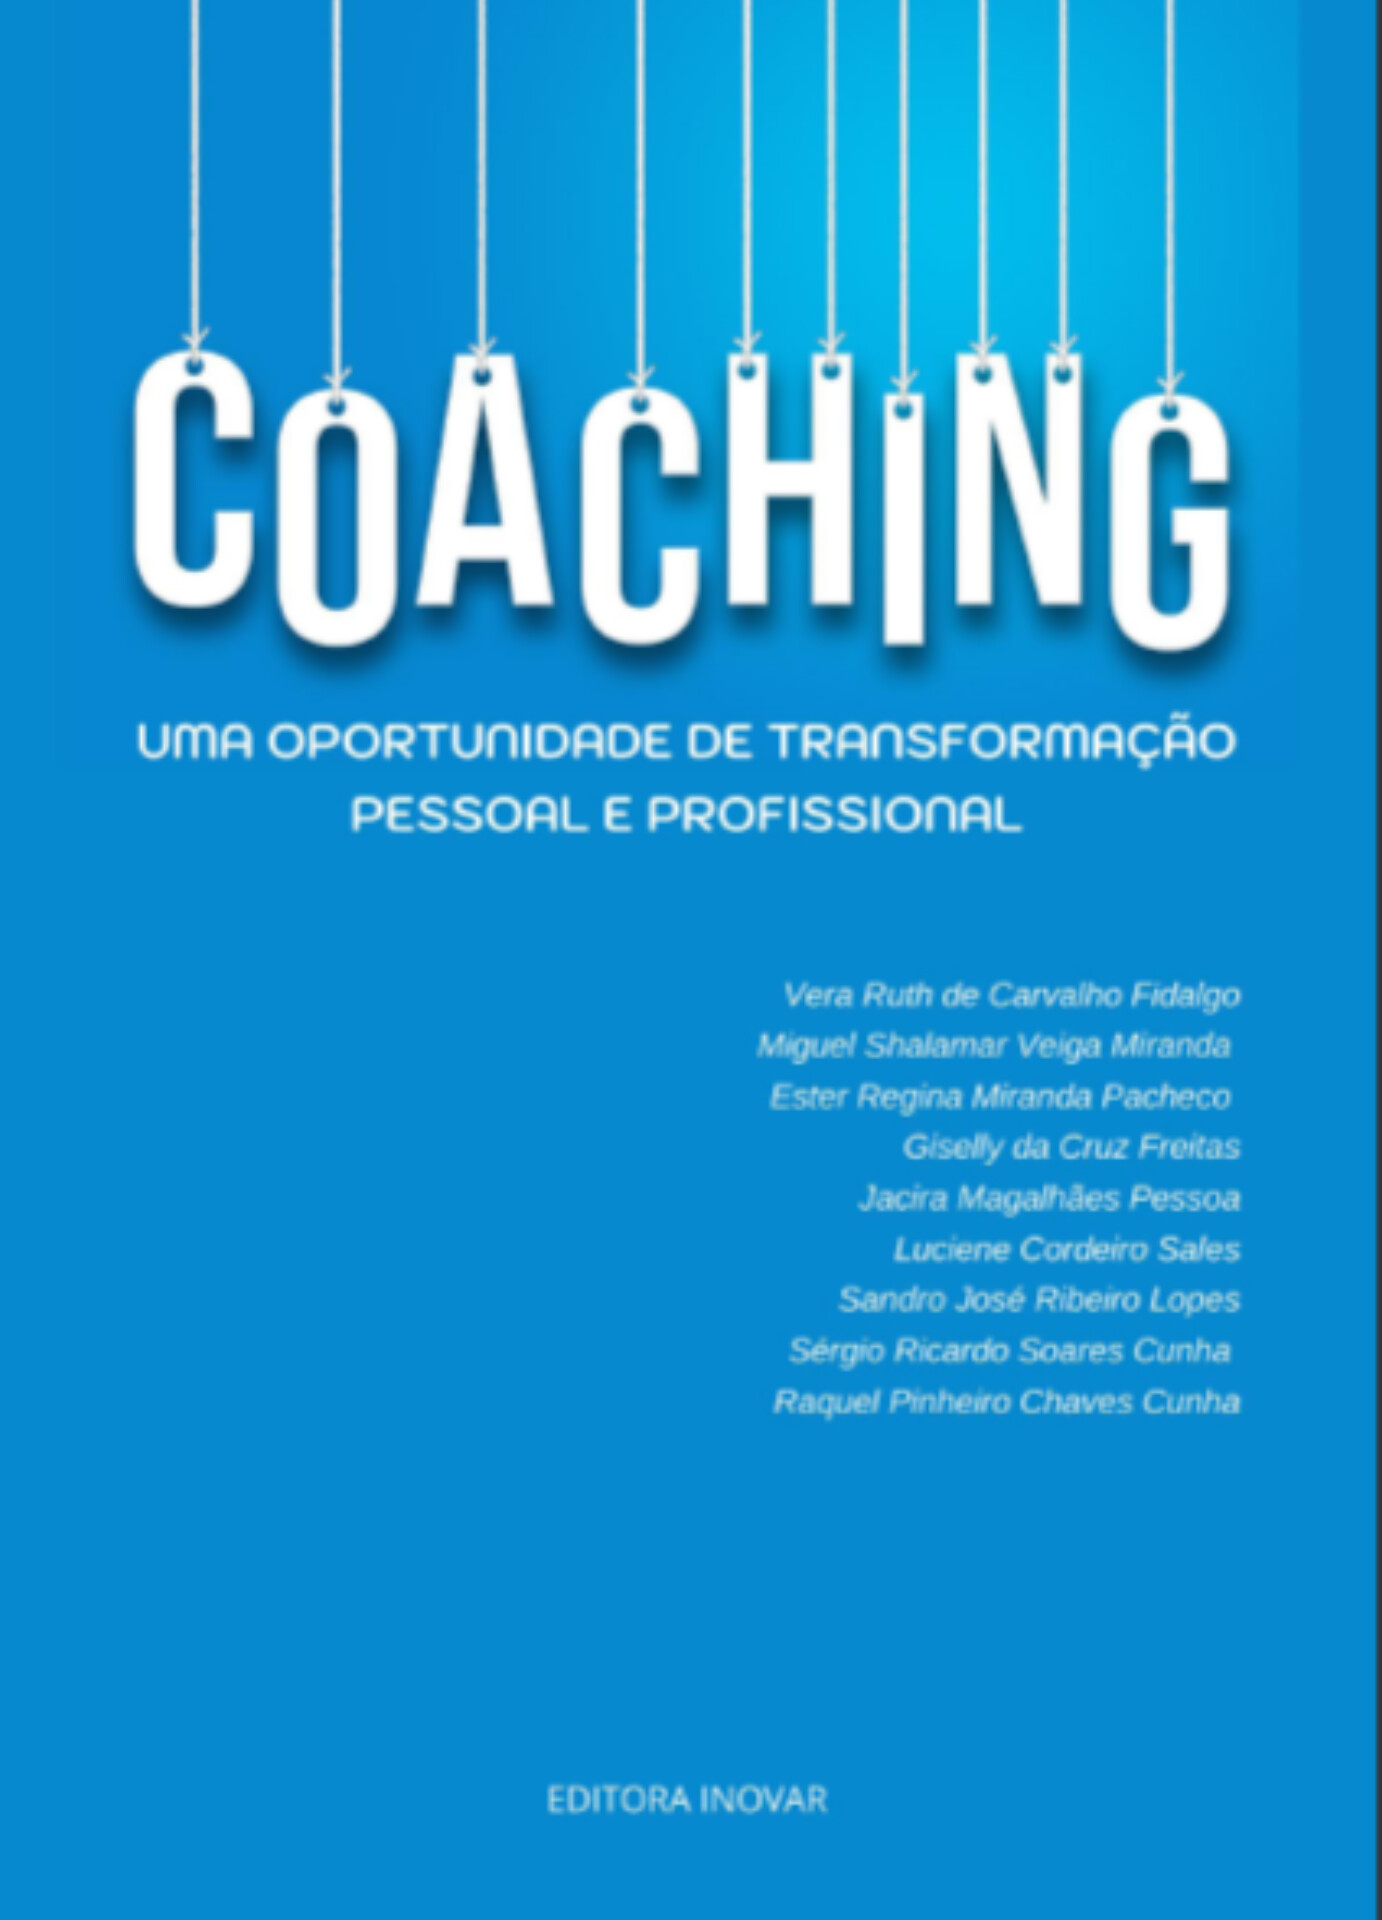 COACHING
UMA OPORTUNIDADE DE TRANSFORMAÇÃO
PESSOAL E PROFISSIONAL
Vera Ruth de Carvalho Fidalgo
Miguel Shalamar Veiga Miranda
Ester Regina Miranda Pacheco
Giselly da Cruz Freitas
Jacira Magalhães Pessoa
Luciene Cordeiro Sales
Sandro José Ribeiro Lopes
Sérgio Ricardo Soares Cunha
Raquel Pinheiro Chaves Cunha
EDITORA INOVAR